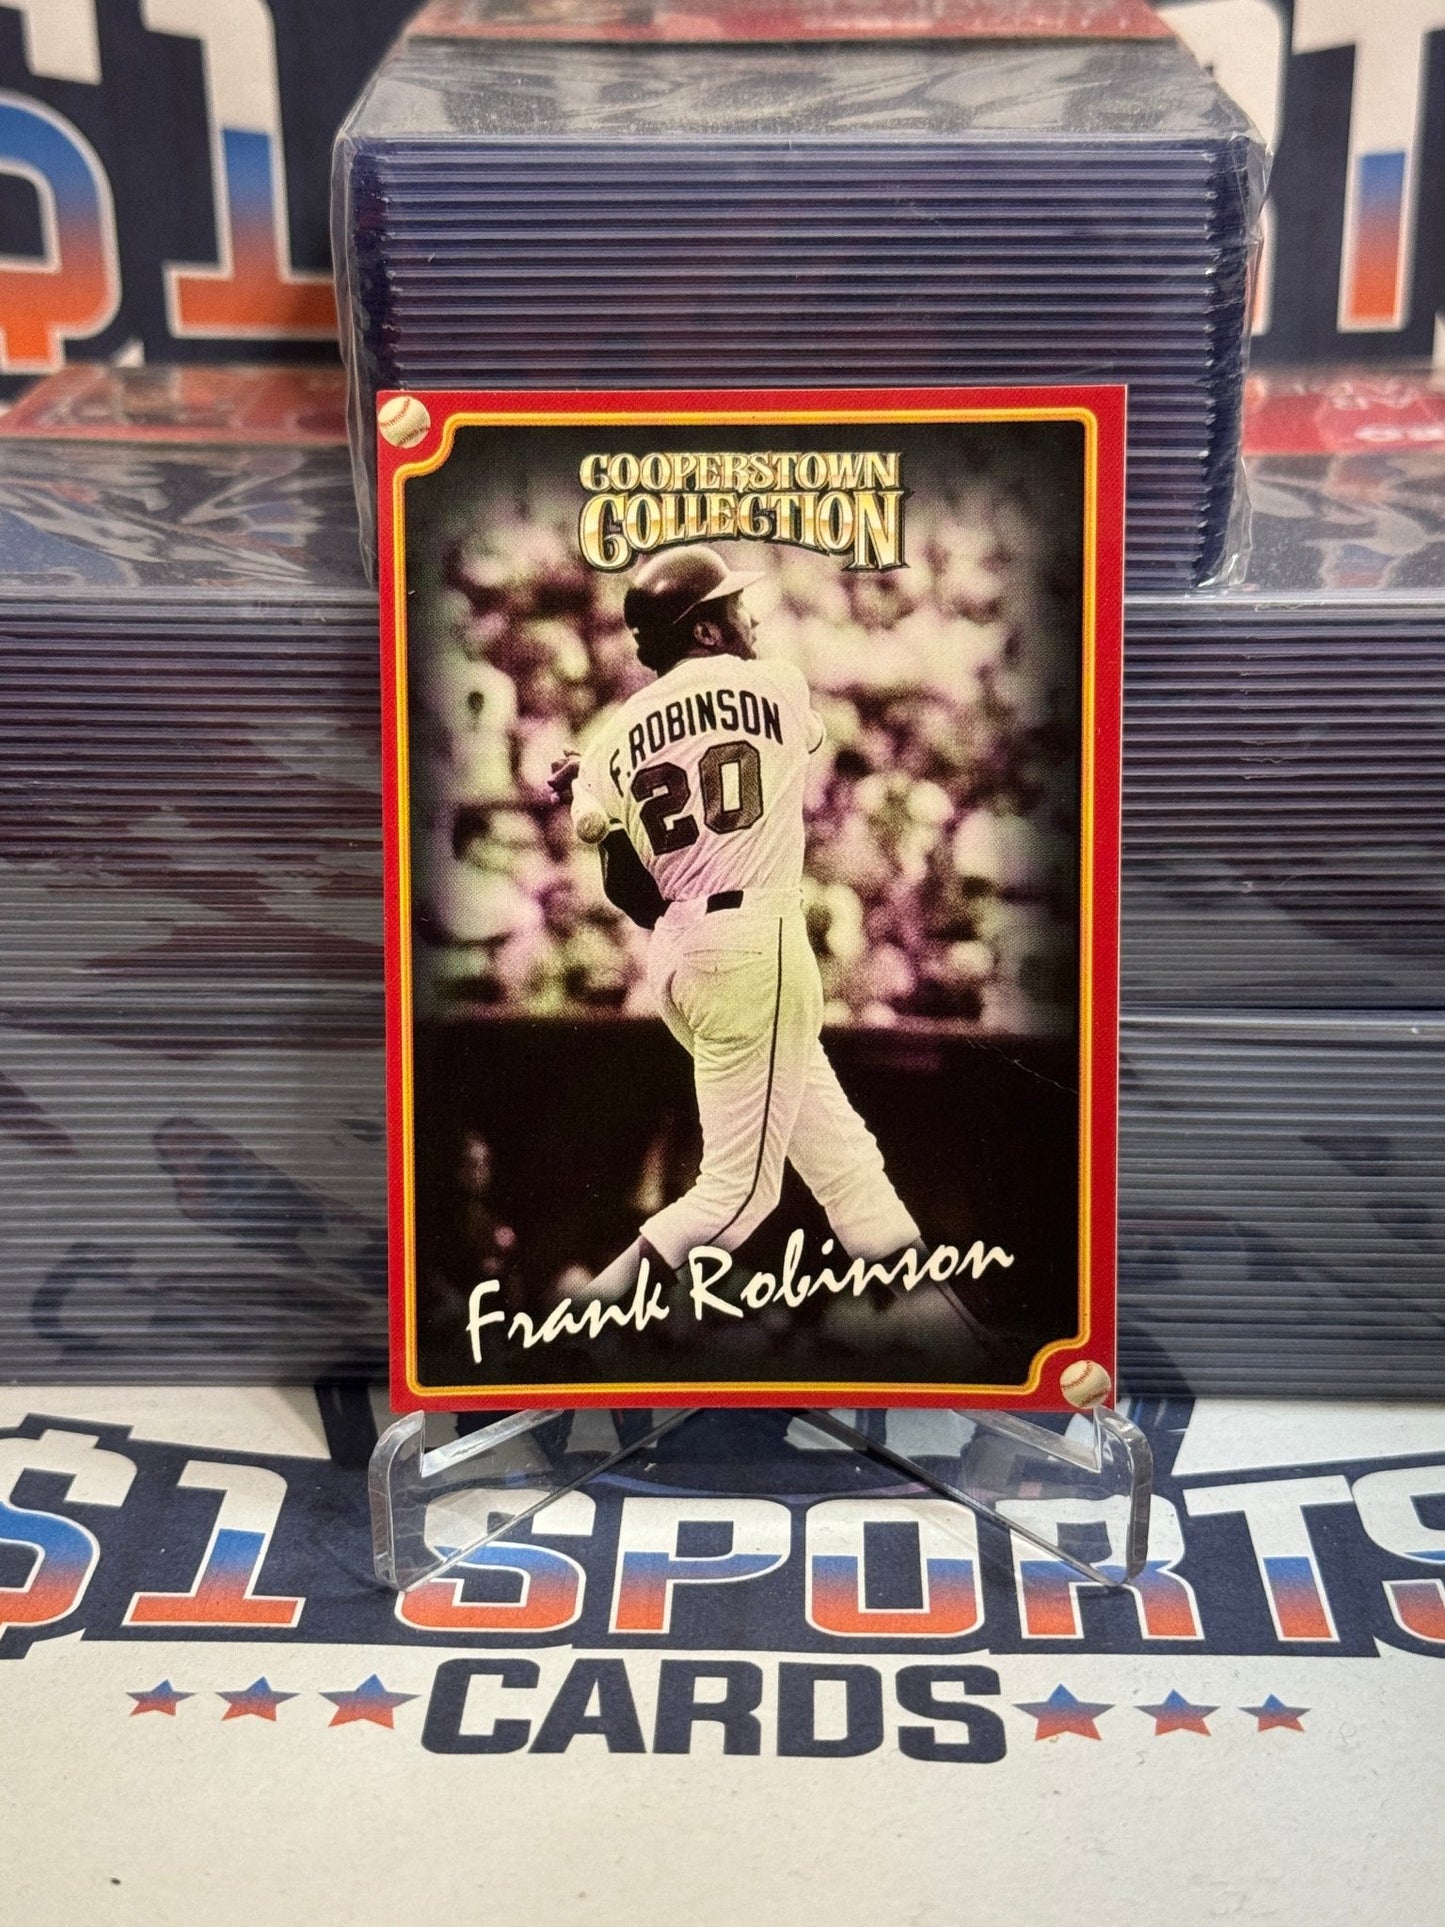 COOPERSTOWN
COLLECTION
F. ROBINSON
20
Frank Robinson
$1 SPORTS
CARDS